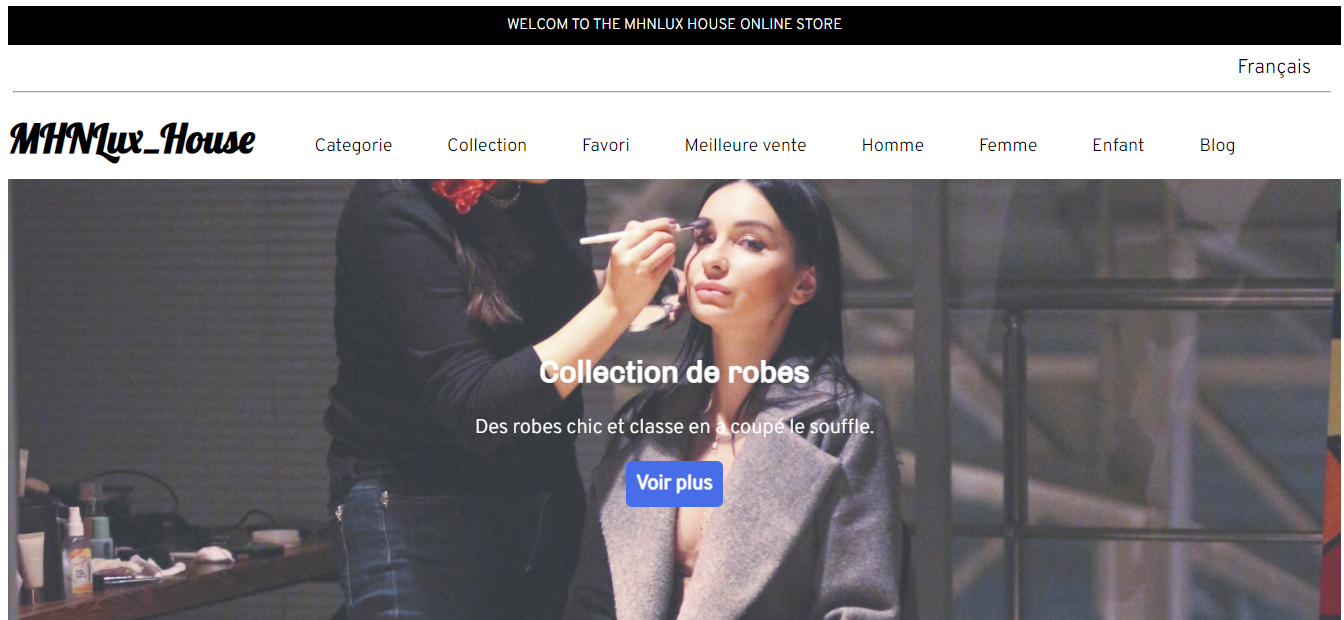 WELCOM TO THE MHNLUX HOUSE ONLINE STORE
Français
MHNLux_House Categorie Collection Favori Meilleure vente Homme Femme Enfant Blog
Collection de robes
Des robes chic et classe en a coupé le souffle.
Voir plus